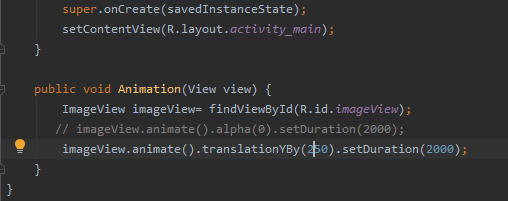 super.onCreate(savedInstanceState);
setContentView(R.layout.activity_main);
}
public void Animation(View view) {
ImageView imageView= findViewById(R.id.imageView);
// imageView.animate().alpha(0).setDuration(2000);
imageView.animate().translationYBy(250).setDuration(2000);
}
}